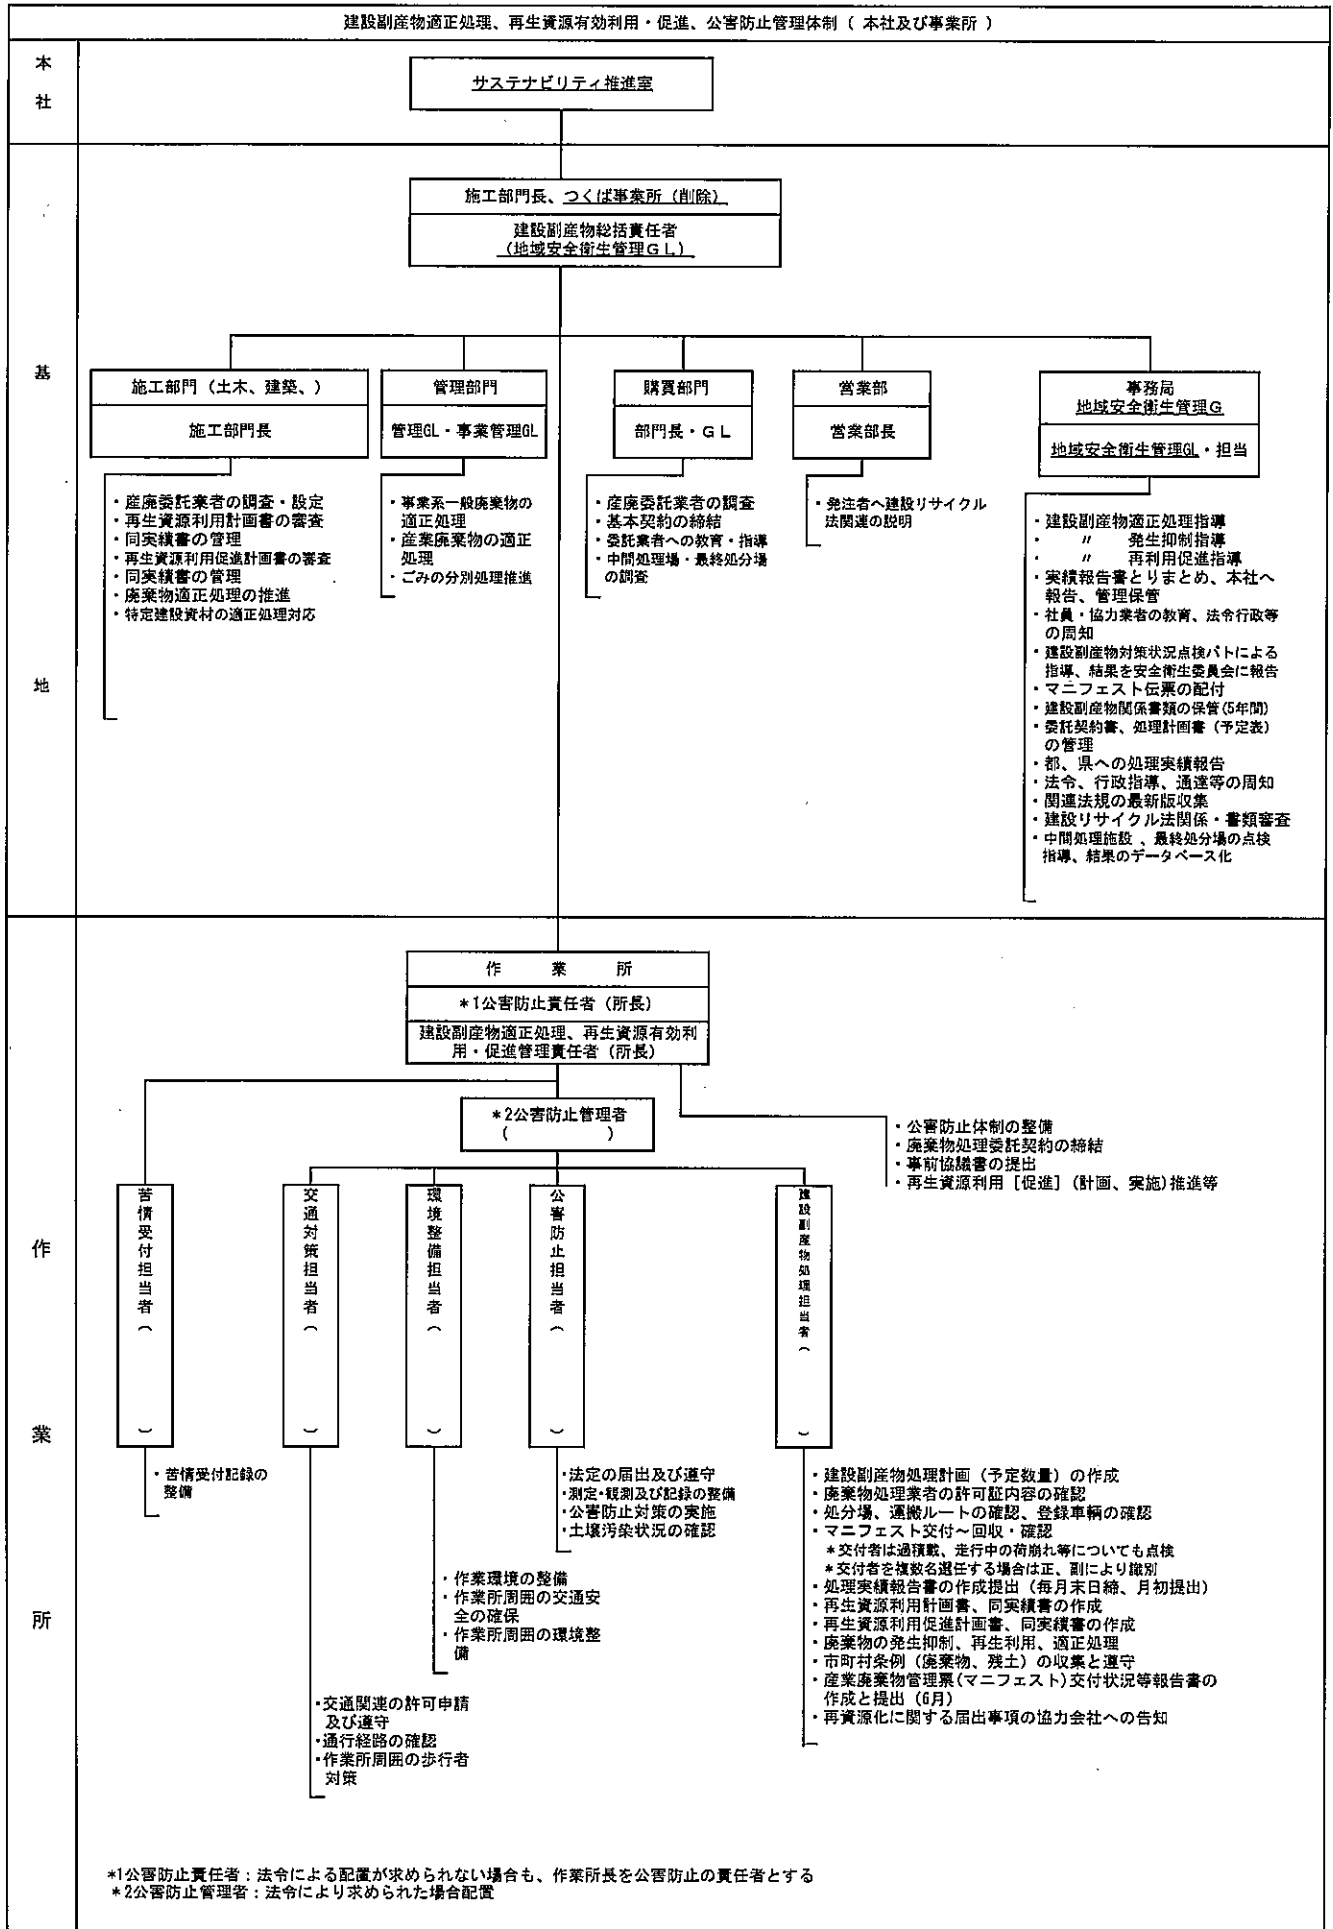 建設副産物適正処理、再生資源有効利用・促進、公害防止管理体制（本社及び事業所）
本社
サステナビリティ推進室
基地
施工部門長、つくば事業所（削除）
建設副産物総括責任者
（地域安全衛生管理ＧＬ）
施工部門（土木、建築、）
施工部門長
・産廃委託業者の調査・設定
・再生資源利用計画書の審査
・同実績書の管理
・再生資源利用促進計画書の審査
・同実績書の管理
・廃棄物適正処理の推進
・特定建設資材の適正処理対応
管理部門
管理GL・事業管理GL
・事業系一般廃棄物の
適正処理
・産業廃棄物の適正
処理
・ごみの分別処理推進
購買部門
部門長・ＧＬ
・産廃委託業者の調査
・基本契約の締結
・委託業者への教育・指導
・中間処理場・最終処分場
の調査
営業部
営業部長
・発注者へ建設リサイクル
法関連の説明
事務局
地域安全衛生管理G
地域安全衛生管理GL・担当
・建設副産物適正処理指導
・　〃　発生抑制指導
・　〃　再利用促進指導
・実績報告書とりまとめ、本社へ
報告、管理保管
・社員・協力業者の教育、法令行政等
の周知
・建設副産物対策状況点検パトによる
指導、結果を安全衛生委員会に報告
・マニフェスト伝票の配付
・建設副産物関係書類の保管(5年間)
・委託契約書、処理計画書（予定表）
の管理
・都、県への処理実績報告
・法令、行政指導、通達等の周知
・関連法規の最新版収集
・建設リサイクル法関係・書類審査
・中間処理施設、最終処分場の点検
指導、結果のデータベース化
作業所
作　業　所
＊1公害防止責任者（所長）
建設副産物適正処理、再生資源有効利
用・促進管理責任者（所長）
・公害防止体制の整備
・廃棄物処理委託契約の締結
・事前協議書の提出
・再生資源利用［促進］（計画、実施）推進等
＊2公害防止管理者
（　　　　　）
苦情受付担当者（　　　）
・苦情受付記録の
整備
交通対策担当者（　　　）
・交通関連の許可申請
及び遵守
・通行経路の確認
・作業所周囲の歩行者
対策
環境整備担当者（　　　）
・作業環境の整備
・作業所周囲の交通安
全の確保
・作業所周囲の環境整
備
公害防止担当者（　　　）
・法定の届出及び遵守
・測定・観測及び記録の整備
・公害防止対策の実施
・土壌汚染状況の確認
建設副産物処理担当者（　　　）
・建設副産物処理計画（予定数量）の作成
・廃棄物処理業者の許可証内容の確認
・処分場、運搬ルートの確認、登録車輌の確認
・マニフェスト交付～回収・確認
＊交付者は過積載、走行中の荷崩れ等についても点検
＊交付者を複数名選任する場合は正、副により識別
・処理実績報告書の作成提出（毎月末日締、月初提出）
・再生資源利用計画書、同実績書の作成
・再生資源利用促進計画書、同実績書の作成
・廃棄物の発生抑制、再生利用、適正処理
・市町村条例（廃棄物、残土）の収集と遵守
・産業廃棄物管理票(マニフェスト)交付状況等報告書の
作成と提出（6月）
・再資源化に関する届出事項の協力会社への告知
*1公害防止責任者：法令による配置が求められない場合も、作業所長を公害防止の責任者とする
＊2公害防止管理者：法令により求められた場合配置